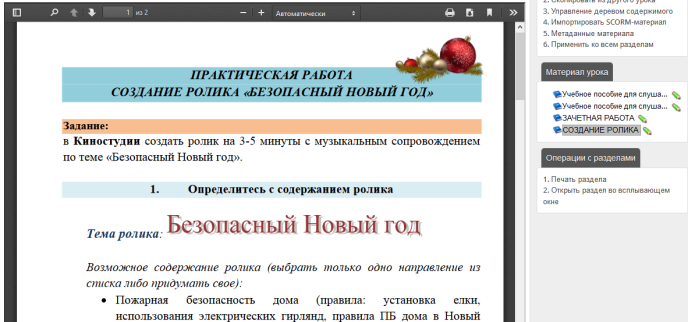 1 из 2 Автоматически
ПРАКТИЧЕСКАЯ РАБОТА
СОЗДАНИЕ РОЛИКА «БЕЗОПАСНЫЙ НОВЫЙ ГОД»
Задание:
в Киностудии создать ролик на 3-5 минуты с музыкальным сопровождением
по теме «Безопасный Новый год».
1. Определитесь с содержанием ролика
Тема ролика: Безопасный Новый год
Возможное содержание ролика (выбрать только одно направление из
списка либо придумать свое):
• Пожарная безопасность дома (правила: установка елки,
использования электрических гирлянд, правила ПБ дома в Новый
3. Управление деревом содержимого
4. Импортировать SCORM-материал
5. Метаданные материала
6. Применить ко всем разделам
Материал урока
Учебное пособие для слуша...
Учебное пособие для слуша...
ЗАЧЕТНАЯ РАБОТА
СОЗДАНИЕ РОЛИКА
Операции с разделами
1. Печать раздела
2. Открыть раздел во всплывающем
окне